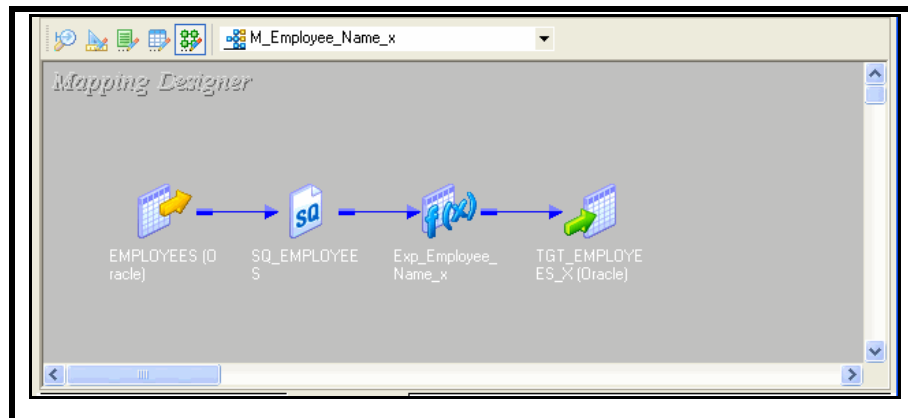 M_Employee_Name_x
Mapping Designer
SQ
f(x)
EMPLOYEES (O
racle)
SQ_EMPLOYEE
S
Exp_Employee_
Name_x
TGT_EMPLOYE
ES_X (Oracle)